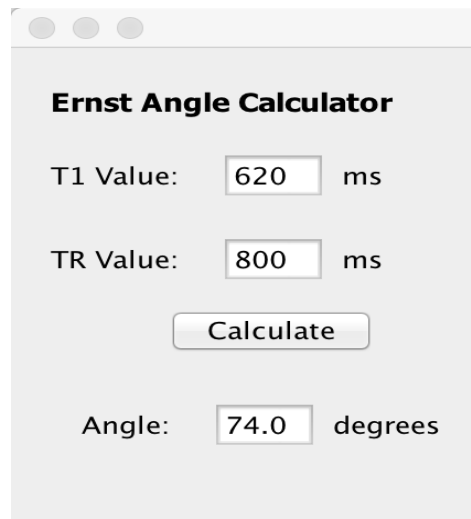 Ernst Angle Calculator
T1 Value: 620 ms
TR Value: 800 ms
Calculate
Angle: 74.0 degrees